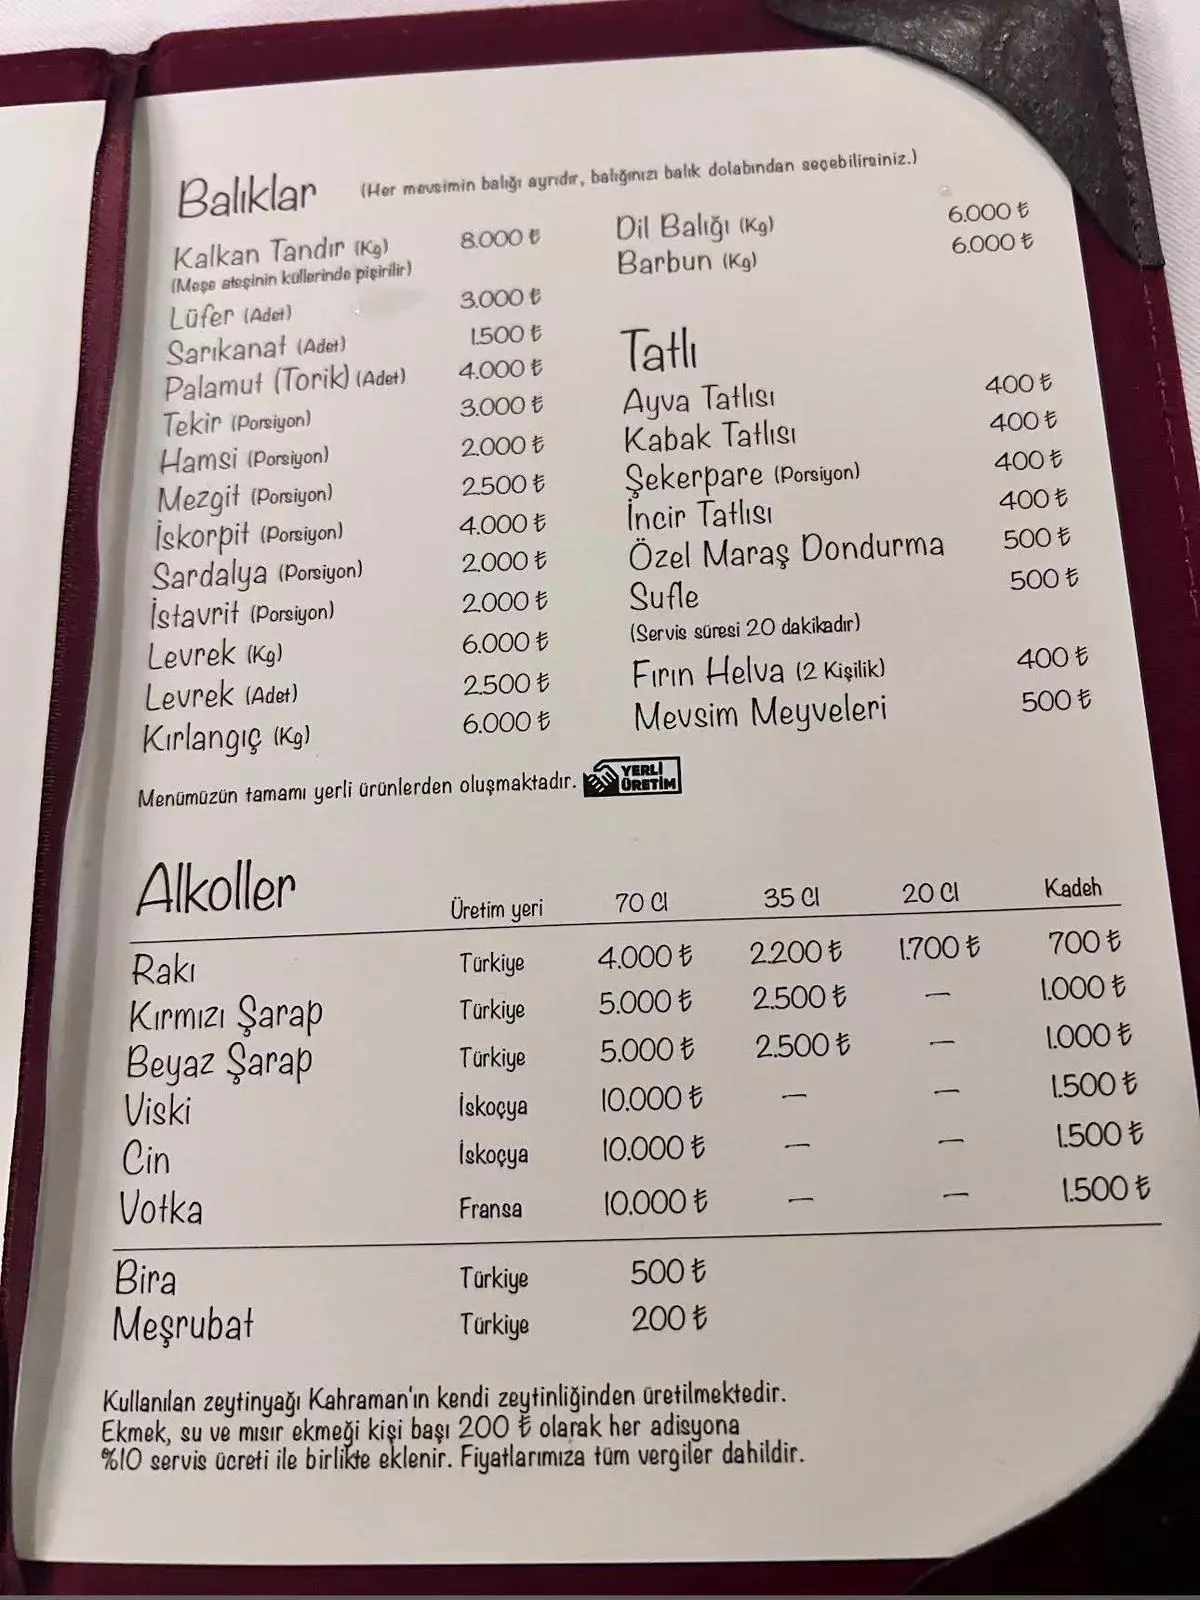 Balıklar (Her mevsimin balığı ayrıdır, balığınızı balık dolabından seçebilirsiniz.)
Kalkan Tandır (Kg) 8.000 ₺
(Meşe ateşinin küllerinde pişirilir)
Lüfer (Adet) 3.000 ₺
Sarıkanat (Adet) 1.500 ₺
Palamut (Torik) (Adet) 4.000 ₺
Tekir (Porsiyon) 3.000 ₺
Hamsi (Porsiyon) 2.000 ₺
Mezgit (Porsiyon) 2.500 ₺
İskorpit (Porsiyon) 4.000 ₺
Sardalya (Porsiyon) 2.000 ₺
İstavrit (Porsiyon) 2.000 ₺
Levrek (Kg) 6.000 ₺
Levrek (Adet) 2.500 ₺
Kırlangıç (Kg) 6.000 ₺
Dil Balığı (Kg) 6.000 ₺
Barbun (Kg) 6.000 ₺
Tatlı
Ayva Tatlısı 400 ₺
Kabak Tatlısı 400 ₺
Şekerpare (Porsiyon) 400 ₺
İncir Tatlısı 400 ₺
Özel Maraş Dondurma 500 ₺
Sufle 500 ₺
(Servis süresi 20 dakikadır)
Fırın Helva (2 Kişilik) 400 ₺
Mevsim Meyveleri 500 ₺
Menümüzün tamamı yerli ürünlerden oluşmaktadır. YERLİ
ÜRETİM
Alkoller Üretim yeri 70 Cl 35 Cl 20 Cl Kadeh
Rakı Türkiye 4.000 ₺ 2.200 ₺ 1.700 ₺ 700 ₺
Kırmızı Şarap Türkiye 5.000 ₺ 2.500 ₺ — 1.000 ₺
Beyaz Şarap Türkiye 5.000 ₺ 2.500 ₺ — 1.000 ₺
Viski İskoçya 10.000 ₺ — — 1.500 ₺
Cin İskoçya 10.000 ₺ — — 1.500 ₺
Votka Fransa 10.000 ₺ — — 1.500 ₺
Bira Türkiye 500 ₺
Meşrubat Türkiye 200 ₺
Kullanılan zeytinyağı Kahraman'ın kendi zeytinliğinden üretilmektedir.
Ekmek, su ve mısır ekmeği kişi başı 200 ₺ olarak her adisyona
%10 servis ücreti ile birlikte eklenir. Fiyatlarımıza tüm vergiler dahildir.